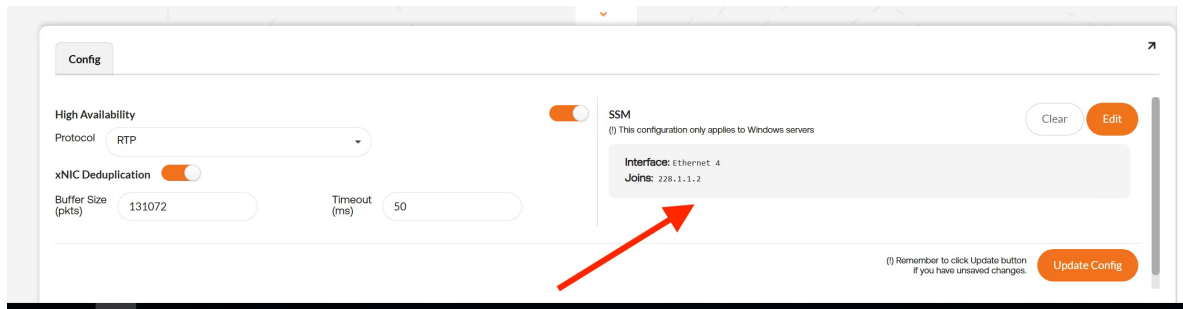 Config
High Availability
Protocol RTP
xNIC Deduplication
Buffer Size (pkts) 131072 Timeout (ms) 50
SSM
(!) This configuration only applies to Windows servers
Clear Edit
Interface: Ethernet 4
Joins: 228.1.1.2
(!) Remember to click Update button
if you have unsaved changes.
Update Config